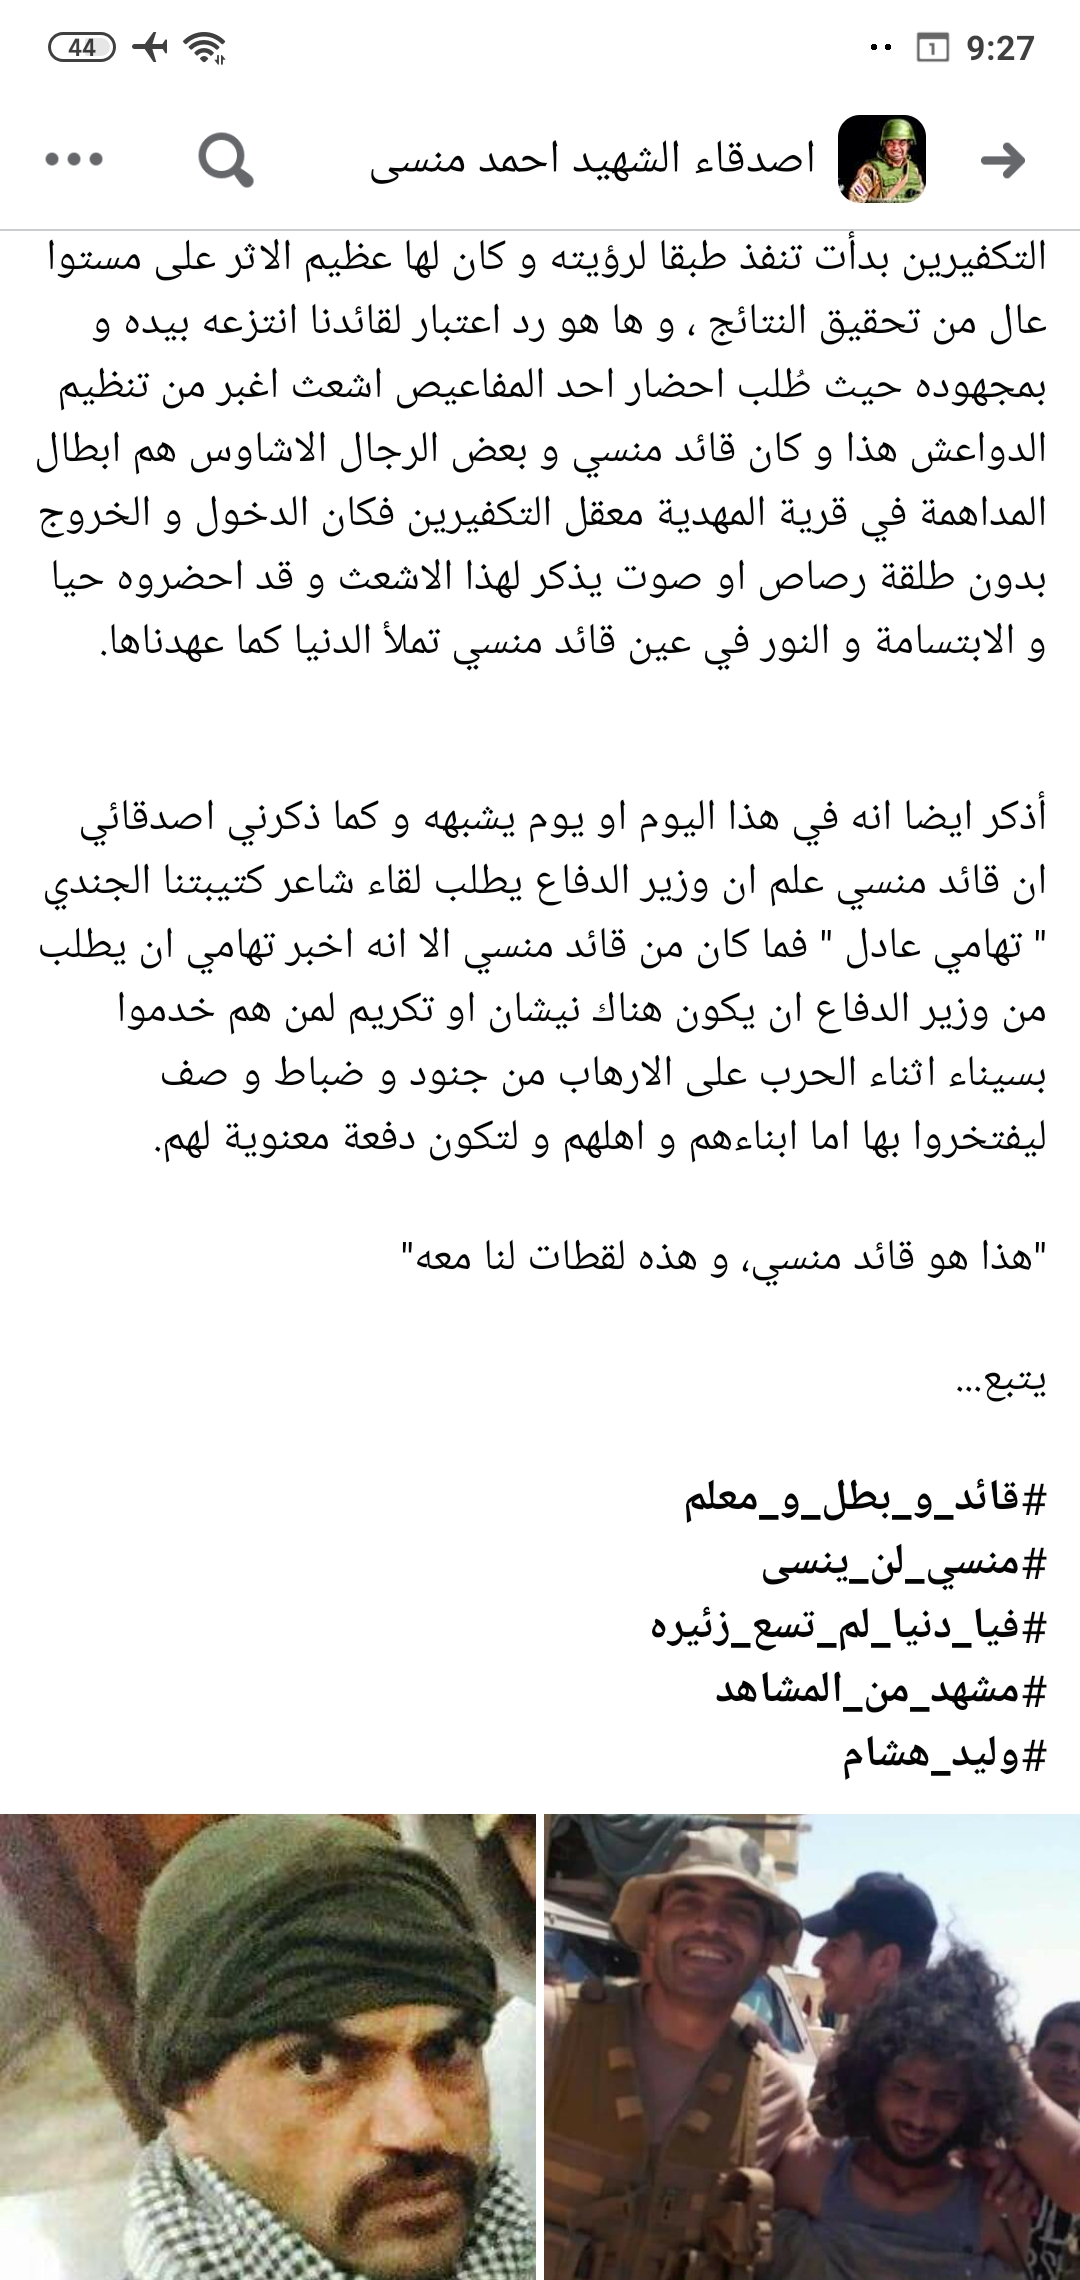 44
9:27
1
اصدقاء الشهيد احمد منسى
التكفيرين بدأت تنفذ طبقا لرؤيته و كان لها عظيم الاثر على مستوا
عال من تحقيق النتائج ، و ها هو رد اعتبار لقائدنا انتزعه بيده و
بمجهوده حيث طُلب احضار احد المفاعيص اشعث اغبر من تنظيم
الدواعش هذا و كان قائد منسي و بعض الرجال الاشاوس هم ابطال
المداهمة في قرية المهدية معقل التكفيرين فكان الدخول و الخروج
بدون طلقة رصاص او صوت يذكر لهذا الاشعث و قد احضروه حيا
و الابتسامة و النور في عين قائد منسي تملأ الدنيا كما عهدناها.
أذكر ايضا انه في هذا اليوم او يوم يشبهه و كما ذكرني اصدقائي
ان قائد منسي علم ان وزير الدفاع يطلب لقاء شاعر كتيبتنا الجندي
" تهامي عادل " فما كان من قائد منسي الا انه اخبر تهامي ان يطلب
من وزير الدفاع ان يكون هناك نيشان او تكريم لمن هم خدموا
بسيناء اثناء الحرب على الارهاب من جنود و ضباط و صف
ليفتخروا بها اما ابناءهم و اهلهم و لتكون دفعة معنوية لهم.
"هذا هو قائد منسي، و هذه لقطات لنا معه"
يتبع...
#قائد_و_بطل_و_معلم
#منسي_لن_ينسى
#فيا_دنيا_لم_تسع_زئيره
#مشهد_من_المشاهد
#وليد_هشام